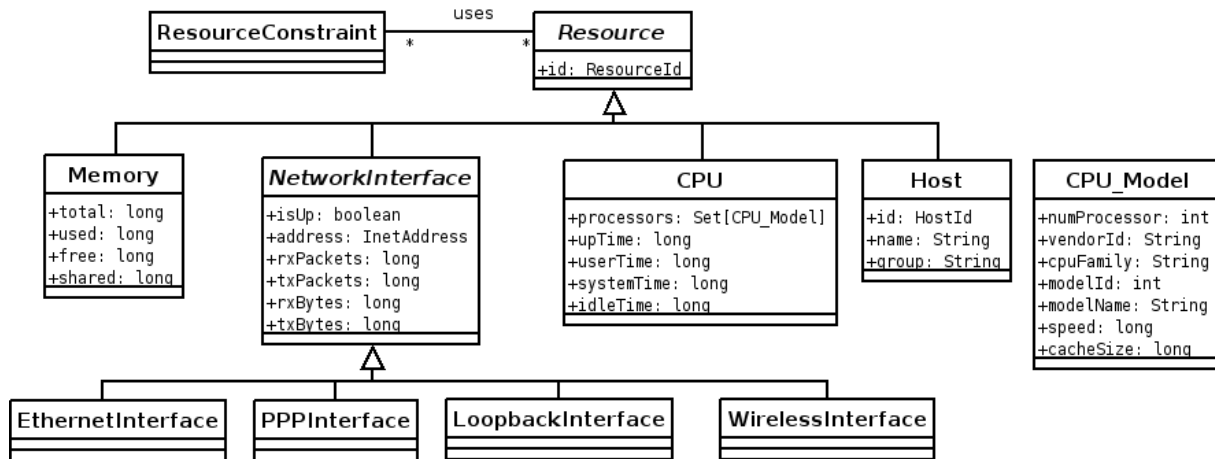 uses
ResourceConstraint
Resource
*
*
+id: ResourceId
Memory
+total: long
+used: long
+free: long
+shared: long
NetworkInterface
+isUp: boolean
+address: InetAddress
+rxPackets: long
+txPackets: long
+rxBytes: long
+txBytes: long
CPU
+processors: Set[CPU_Model]
+upTime: long
+userTime: long
+systemTime: long
+idleTime: long
Host
+id: HostId
+name: String
+group: String
CPU_Model
+numProcessor: int
+vendorId: String
+cpuFamily: String
+modelId: int
+modelName: String
+speed: long
+cacheSize: long
EthernetInterface
PPPInterface
LoopbackInterface
WirelessInterface